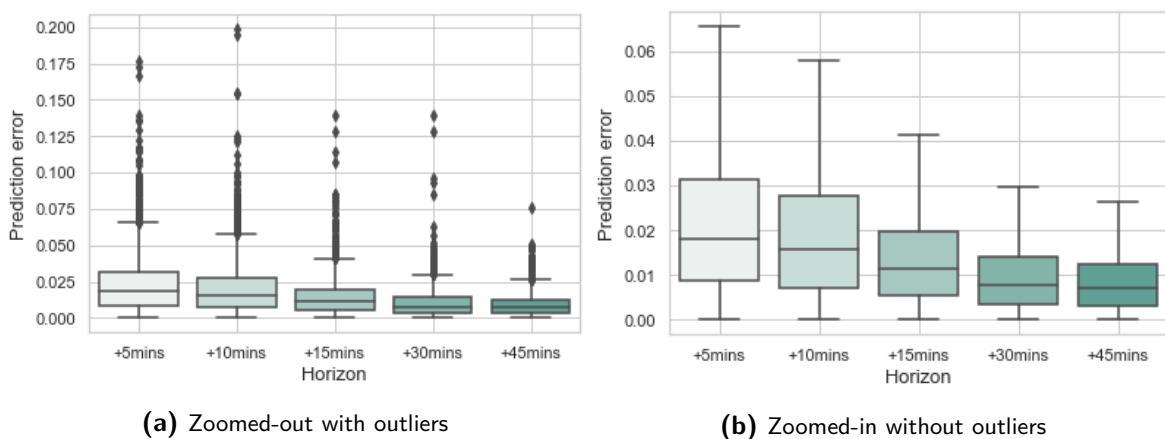 0.200
0.175
0.150
0.125
0.100
0.075
0.050
0.025
0.000
Prediction error
+5mins +10mins +15mins +30mins +45mins
Horizon
(a) Zoomed-out with outliers
0.06
0.05
0.04
0.03
0.02
0.01
0.00
Prediction error
+5mins +10mins +15mins +30mins +45mins
Horizon
(b) Zoomed-in without outliers